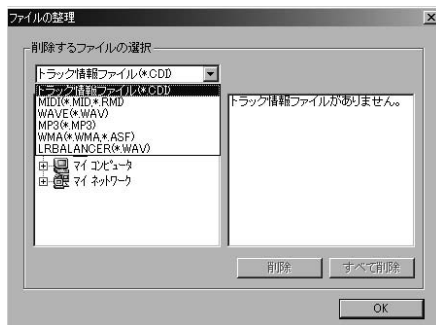 ファイルの整理
削除するファイルの選択
トラック情報ファイル(*.CDI)
トラック情報ファイル(*.CDI)
MIDI(*.MID,*.RMI)
WAVE(*.WAV)
MP3(*.MP3)
WMA(*.WMA,*.ASF)
LRBALANCER(*.WAV)
マイ コンピュータ
マイ ネットワーク
トラック情報ファイルがありません。
削除
すべて削除
OK